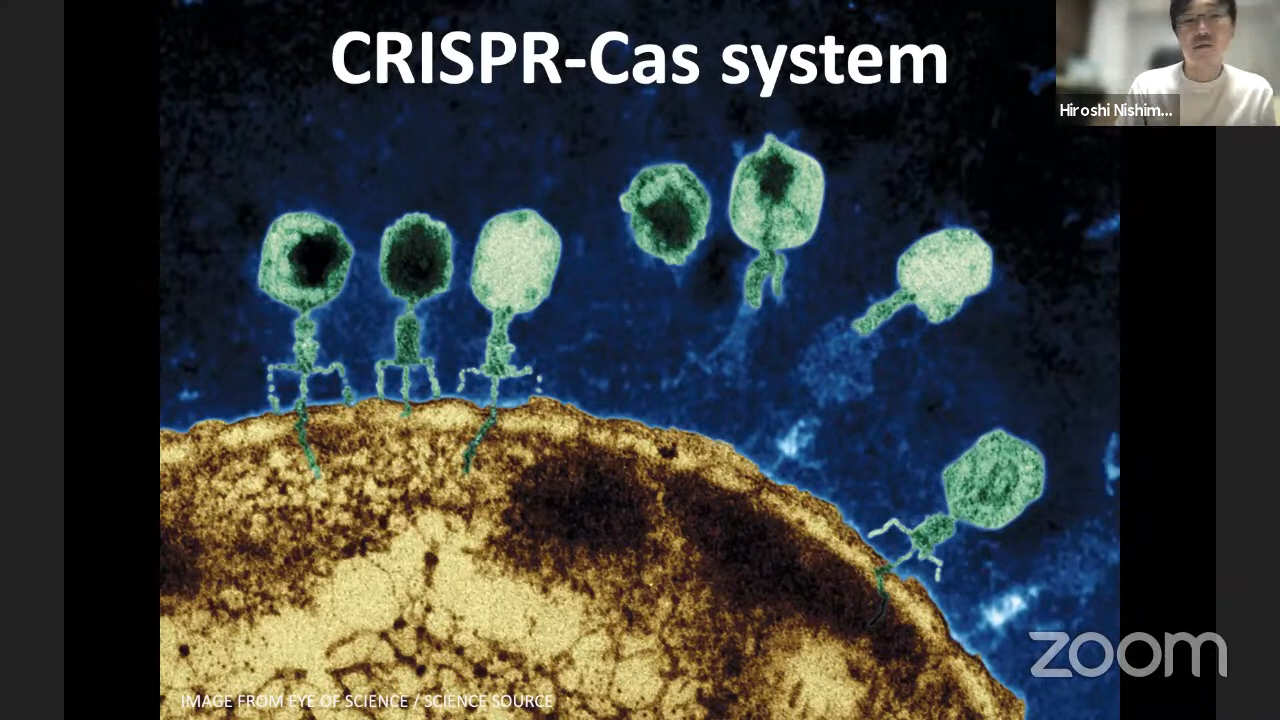 CRISPR-Cas system
Hiroshi Nishim...
zoom
IMAGE FROM EYE OF SCIENCE / SCIENCE SOURCE